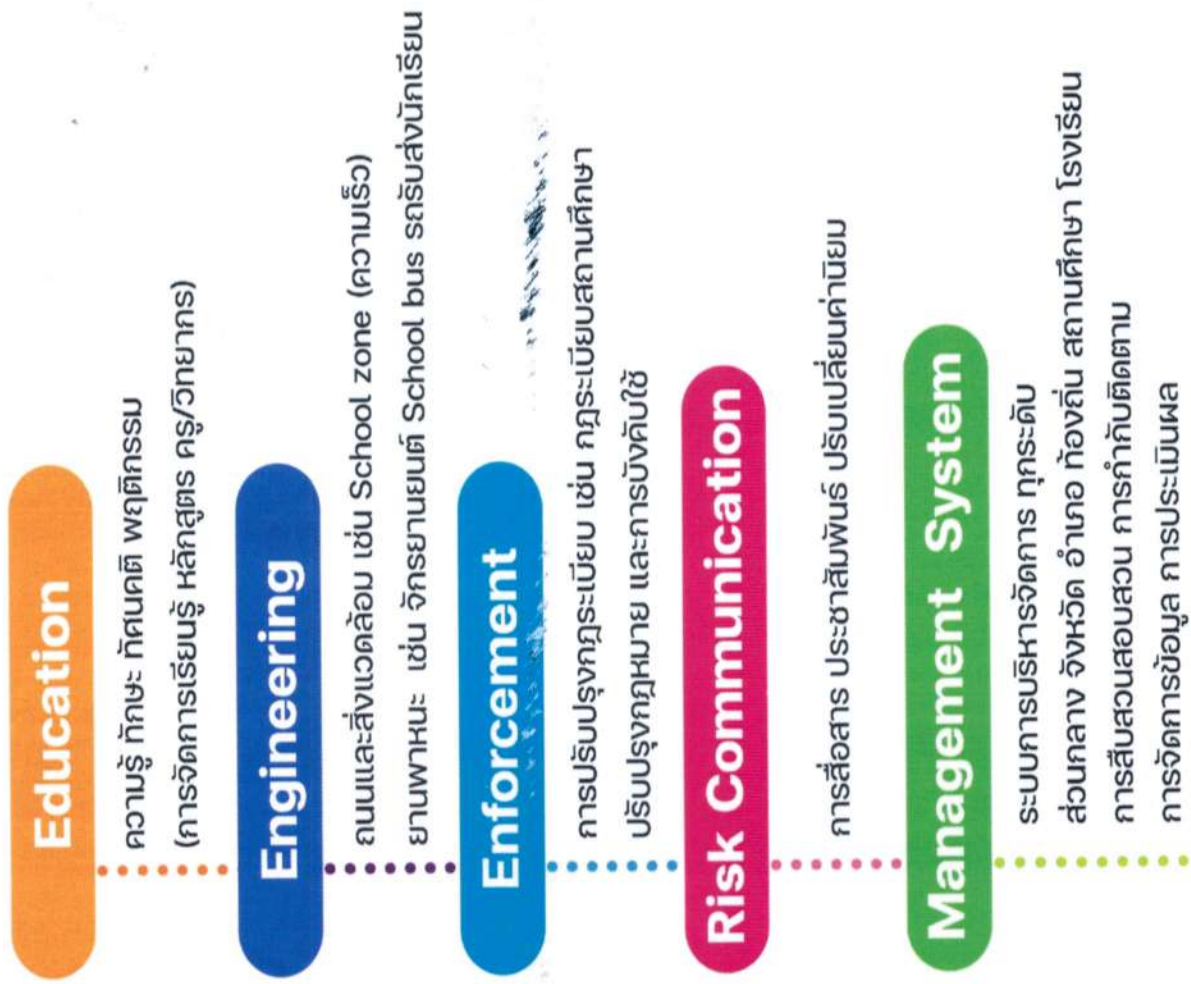 Education
ความรู้ ทักษะ ทัศนคติ พฤติกรรม
(การจัดการเรียนรู้ หลักสูตร ครู/วิทยากร)
Engineering
ถนนและสิ่งแวดล้อม เช่น School zone (ความเร็ว)
ยานพาหนะ เช่น จักรยานยนต์ School bus รถรับส่งนักเรียน
Enforcement
การปรับปรุงกฎระเบียบ เช่น กฎระเบียบสถานศึกษา
ปรับปรุงกฎหมาย และการบังคับใช้
Risk Communication
การสื่อสาร ประชาสัมพันธ์ ปรับเปลี่ยนค่านิยม
Management System
ระบบการบริหารจัดการ ทุกระดับ
ส่วนกลาง จังหวัด อำเภอ ท้องถิ่น สถานศึกษา โรงเรียน
การสืบสวนสอบสวน การกำกับติดตาม
การจัดการข้อมูล การประเมินผล